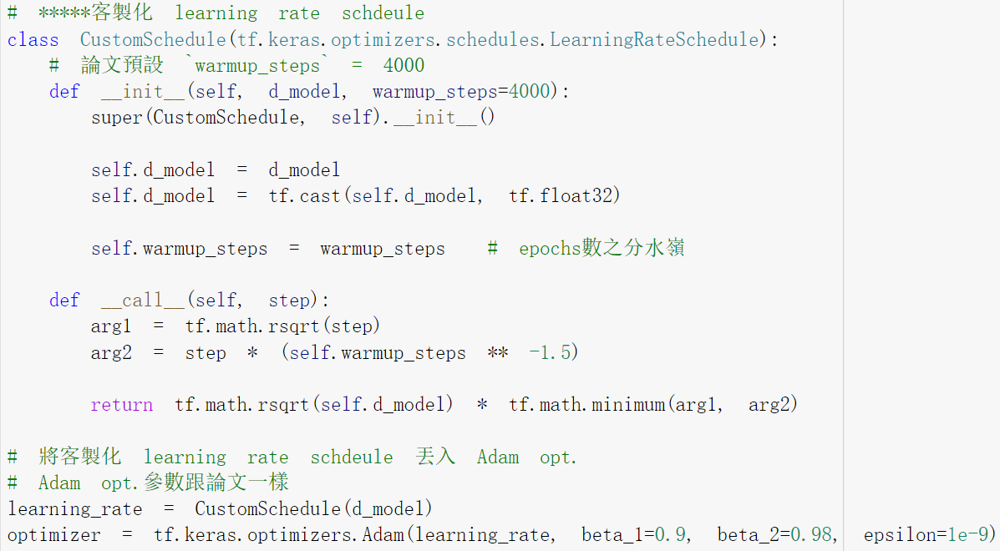 # *****客製化 learning rate schdeule
class CustomSchedule(tf.keras.optimizers.schedules.LearningRateSchedule):
    # 論文預設 `warmup_steps` = 4000
    def __init__(self, d_model, warmup_steps=4000):
        super(CustomSchedule, self).__init__()

        self.d_model = d_model
        self.d_model = tf.cast(self.d_model, tf.float32)

        self.warmup_steps = warmup_steps  # epochs數之分水嶺

    def __call__(self, step):
        arg1 = tf.math.rsqrt(step)
        arg2 = step * (self.warmup_steps ** -1.5)

        return tf.math.rsqrt(self.d_model) * tf.math.minimum(arg1, arg2)

# 將客製化 learning rate schdeule 丟入 Adam opt.
# Adam opt.參數跟論文一樣
learning_rate = CustomSchedule(d_model)
optimizer = tf.keras.optimizers.Adam(learning_rate, beta_1=0.9, beta_2=0.98, epsilon=1e-9)